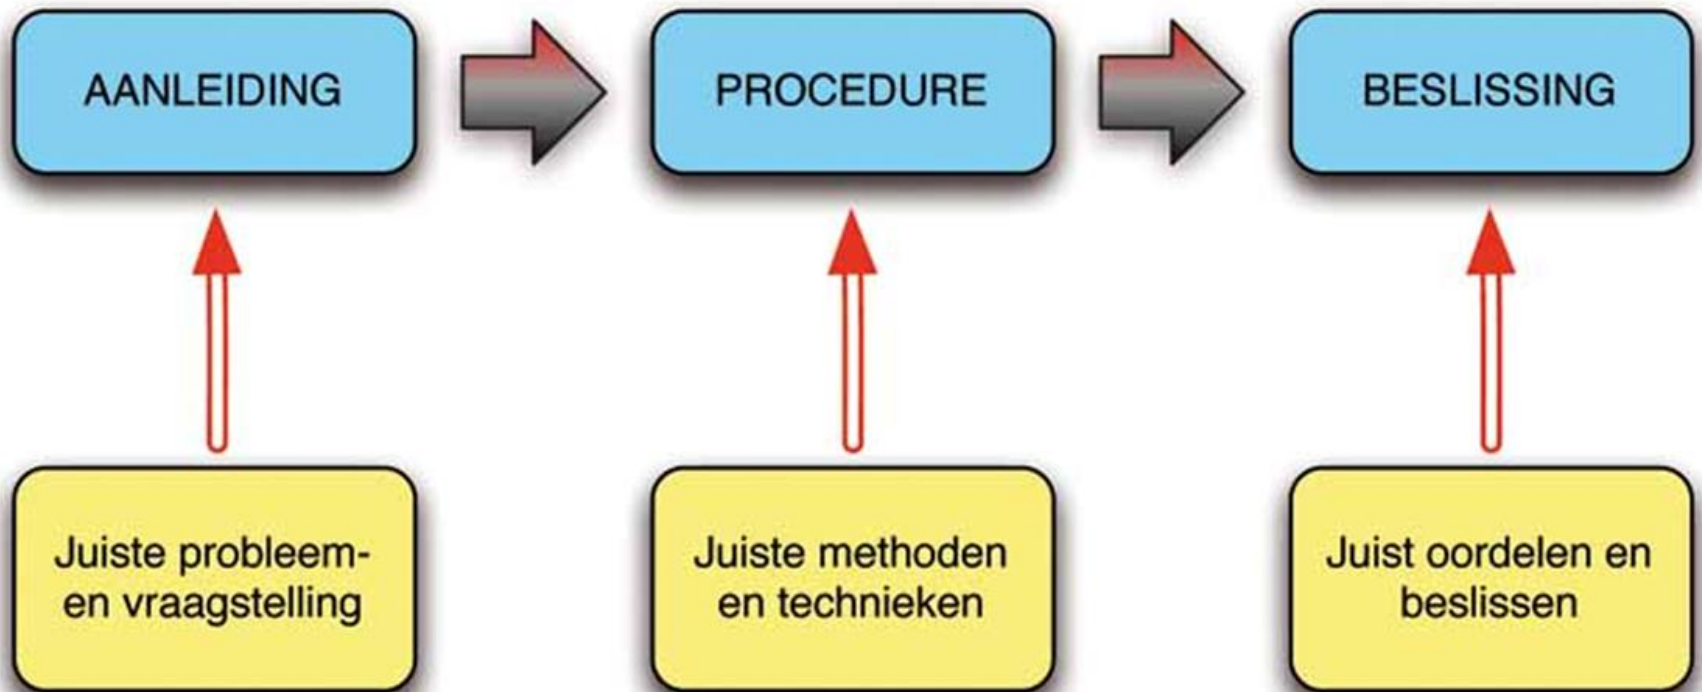 AANLEIDING
PROCEDURE
BESLISSING
Juiste probleem-
en vraagstelling
Juiste methoden
en technieken
Juist oordelen en
beslissen